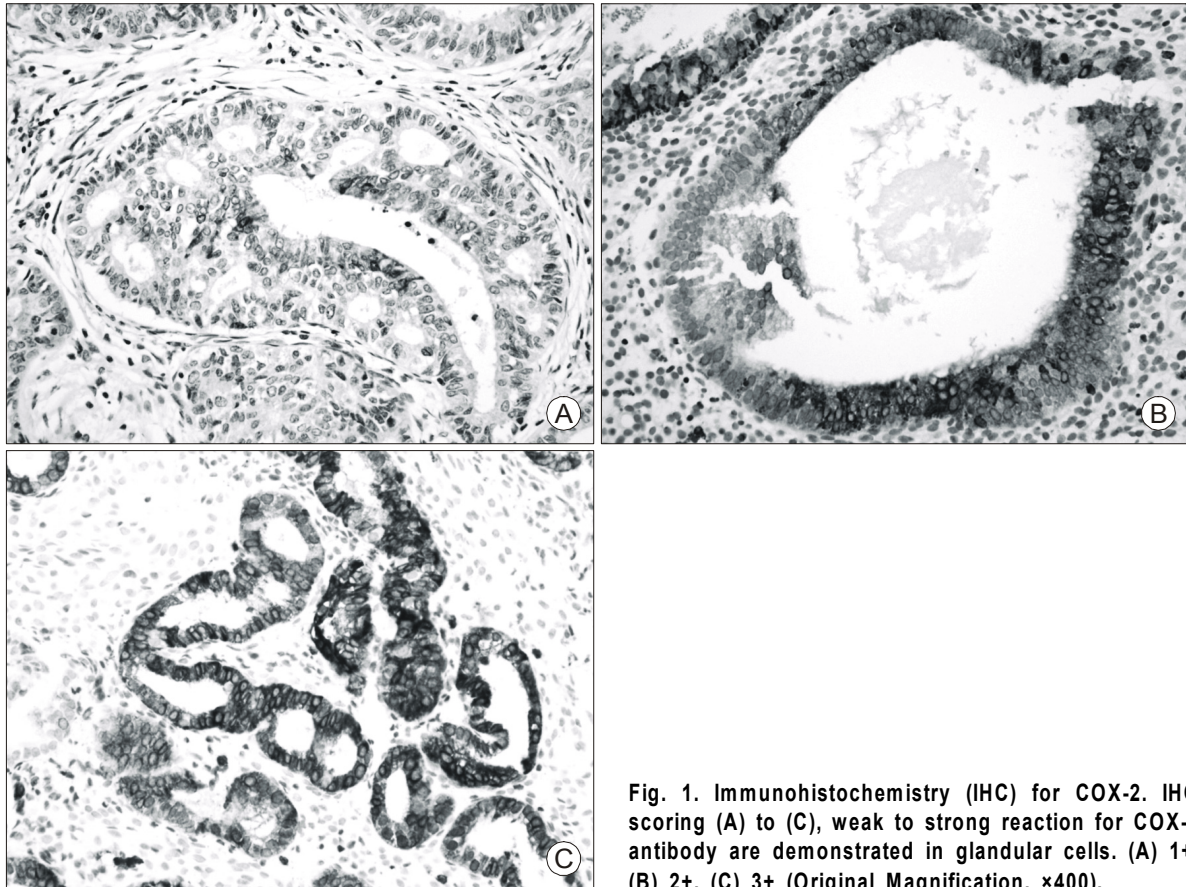 A
B
C
Fig. 1. Immunohistochemistry (IHC) for COX-2. IHC
scoring (A) to (C), weak to strong reaction for COX-
antibody are demonstrated in glandular cells. (A) 1+
(B) 2+, (C) 3+ (Original Magnification, ×400).